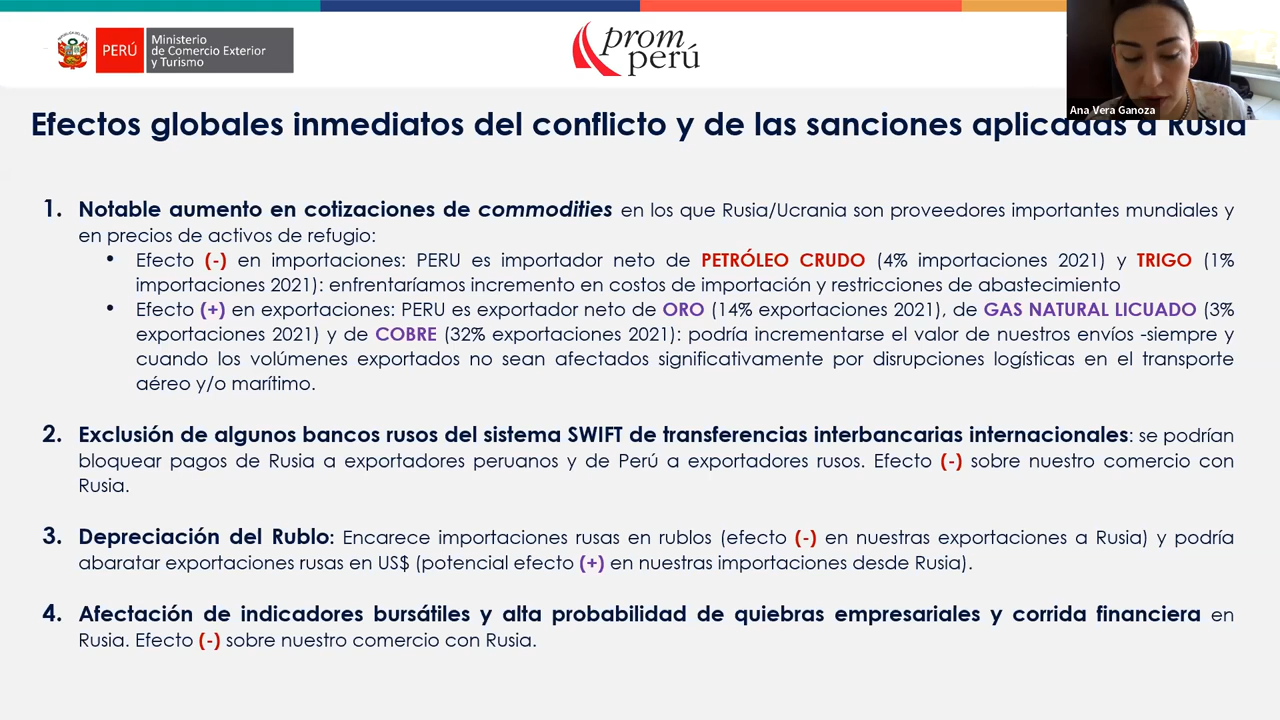 PERÚ
Ministerio
de Comercio Exterior
y Turismo
prom
perú
Ana Vera Ganoza
Efectos globales inmediatos del conflicto y de las sanciones aplicadas a Rusia
1. Notable aumento en cotizaciones de commodities en los que Rusia/Ucrania son proveedores importantes mundiales y
en precios de activos de refugio:
• Efecto (-) en importaciones: PERU es importador neto de PETRÓLEO CRUDO (4% importaciones 2021) y TRIGO (1%
importaciones 2021): enfrentaríamos incremento en costos de importación y restricciones de abastecimiento
• Efecto (+) en exportaciones: PERU es exportador neto de ORO (14% exportaciones 2021), de GAS NATURAL LICUADO (3%
exportaciones 2021) y de COBRE (32% exportaciones 2021): podría incrementarse el valor de nuestros envíos -siempre y
cuando los volúmenes exportados no sean afectados significativamente por disrupciones logísticas en el transporte
aéreo y/o marítimo.
2. Exclusión de algunos bancos rusos del sistema SWIFT de transferencias interbancarias internacionales: se podrían
bloquear pagos de Rusia a exportadores peruanos y de Perú a exportadores rusos. Efecto (-) sobre nuestro comercio con
Rusia.
3. Depreciación del Rublo: Encarece importaciones rusas en rublos (efecto (-) en nuestras exportaciones a Rusia) y podría
abaratar exportaciones rusas en US$ (potencial efecto (+) en nuestras importaciones desde Rusia).
4. Afectación de indicadores bursátiles y alta probabilidad de quiebras empresariales y corrida financiera en
Rusia. Efecto (-) sobre nuestro comercio con Rusia.